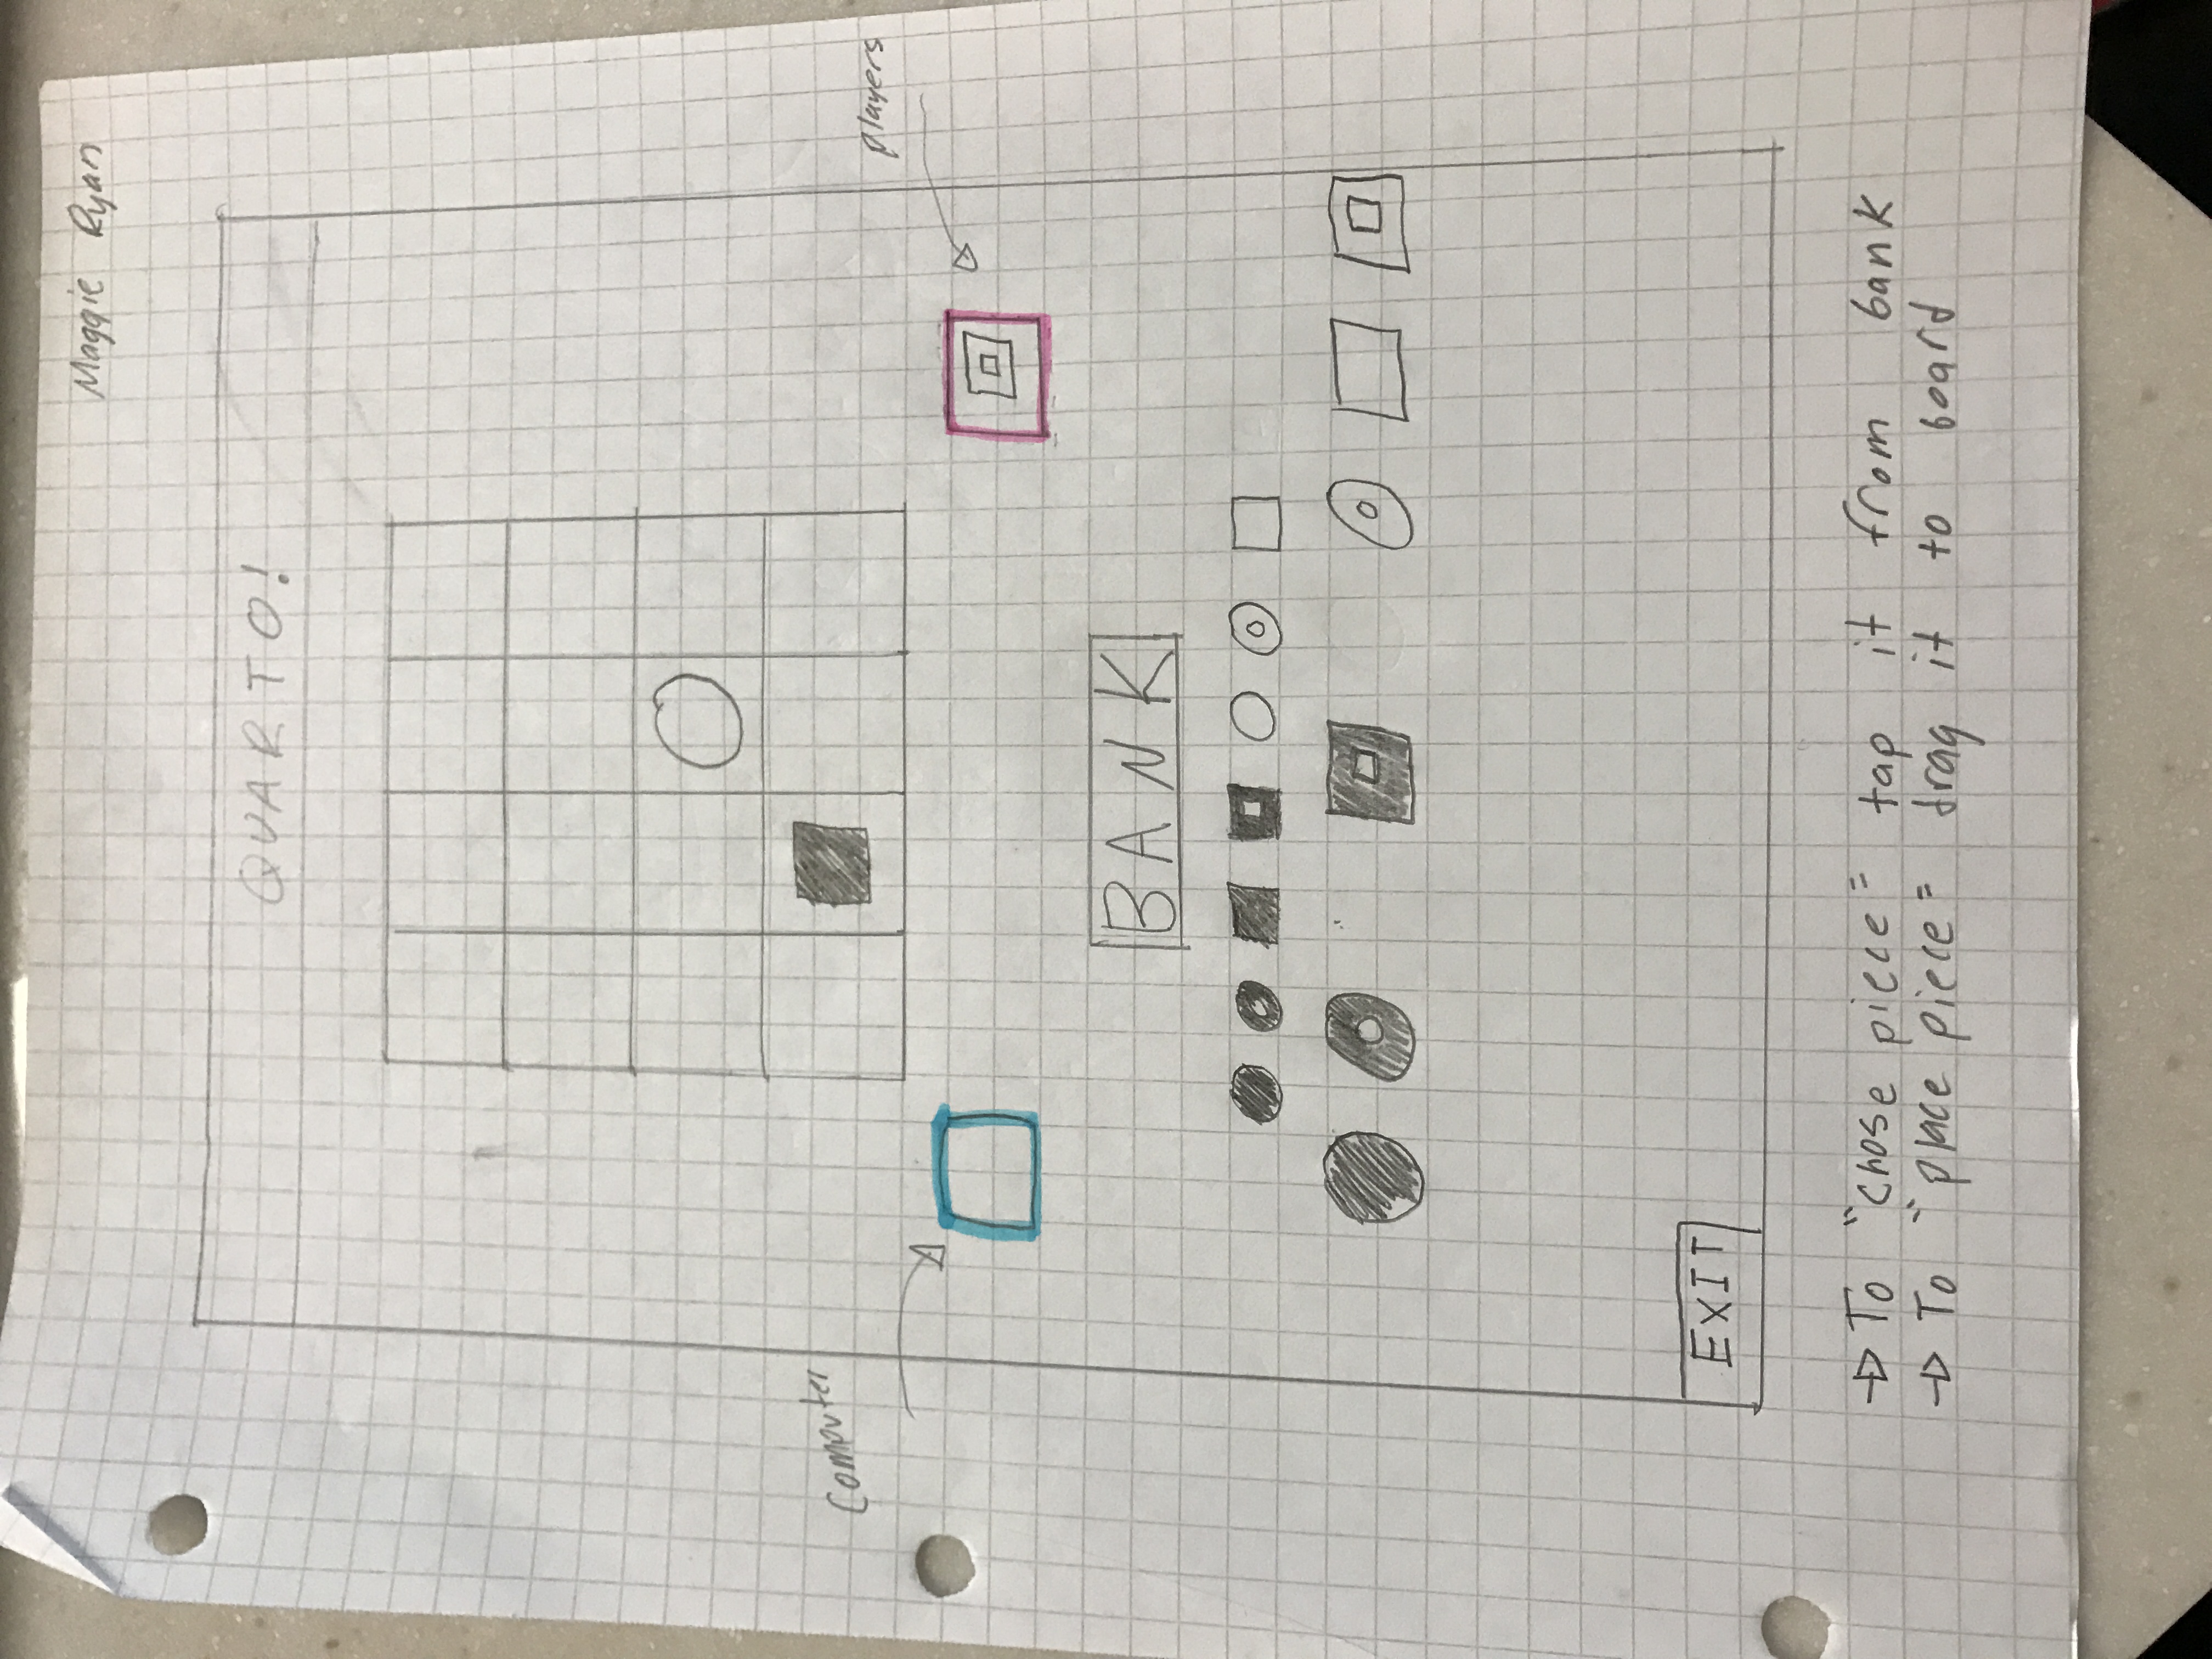 Maggie Ryan
QUARTO!
Computer
players
BANK
EXIT
→ To "chose piece" tap it from bank
→ To "place piece" drag it to board